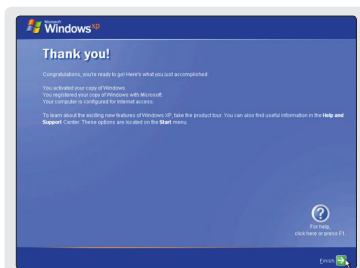 Microsoft
Windows xp
Thank you!
Congratulations, you're ready to go! Here's what you just accomplished:
You activated your copy of Windows.
You registered your copy of Windows with Microsoft.
Your computer is configured for Internet access.
To learn about the exciting new features of Windows XP, take the product tour. You can also find useful information in the Help and
Support Center. These options are located on the Start menu.
For help,
click here or press F1.
Finish